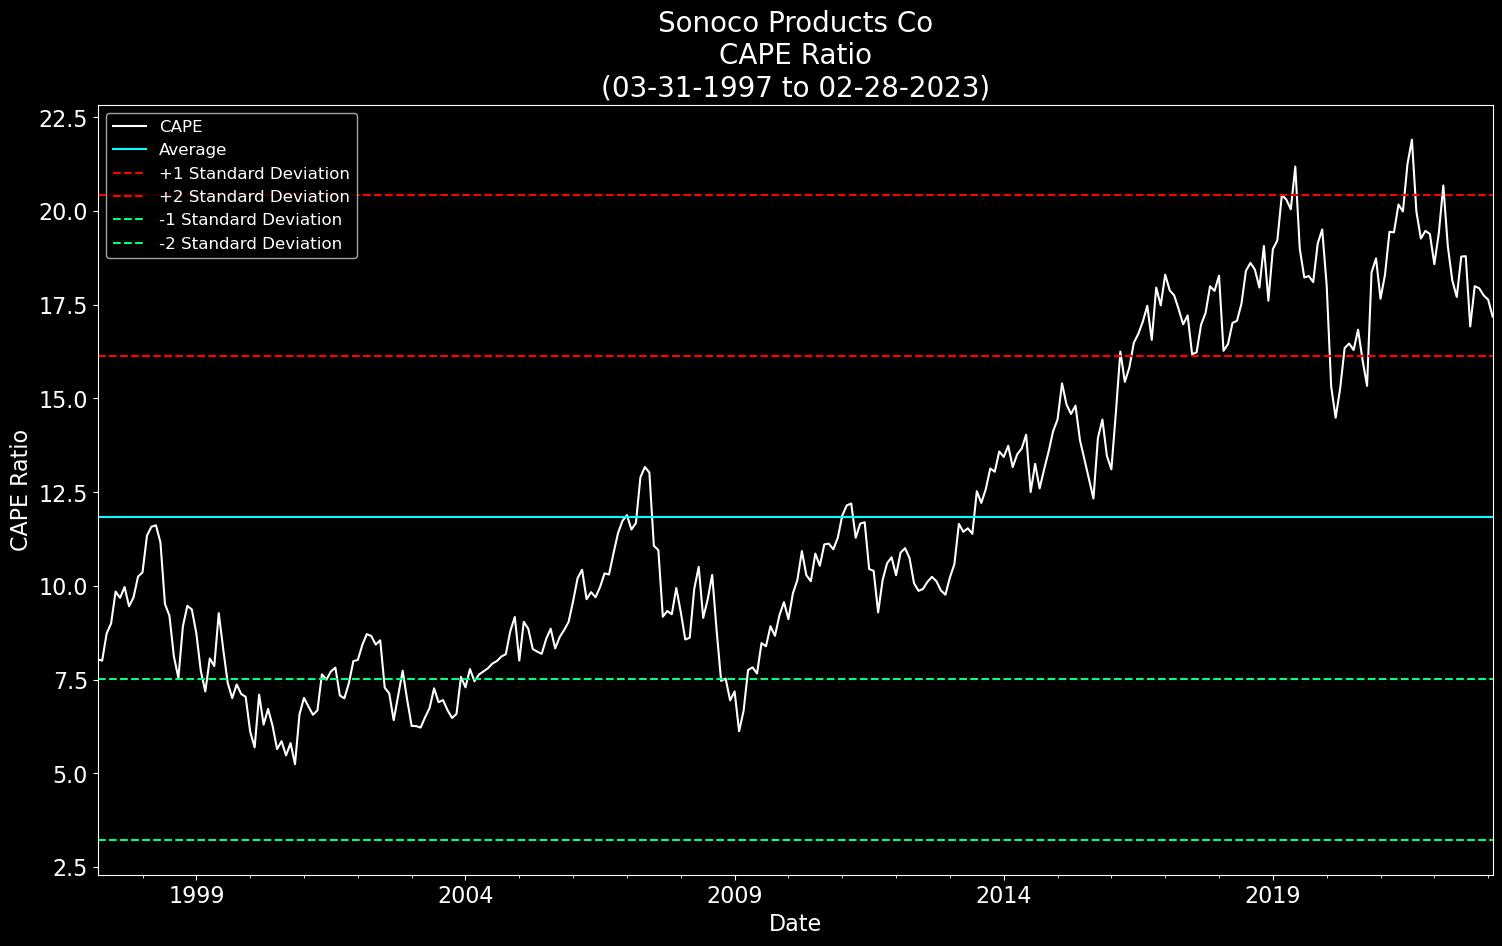 Sonoco Products Co
CAPE Ratio
(03-31-1997 to 02-28-2023)
22.5
20.0
17.5
15.0
12.5
10.0
7.5
5.0
2.5
CAPE Ratio
CAPE
Average
+1 Standard Deviation
+2 Standard Deviation
-1 Standard Deviation
-2 Standard Deviation
1999 2004 2009 2014 2019
Date